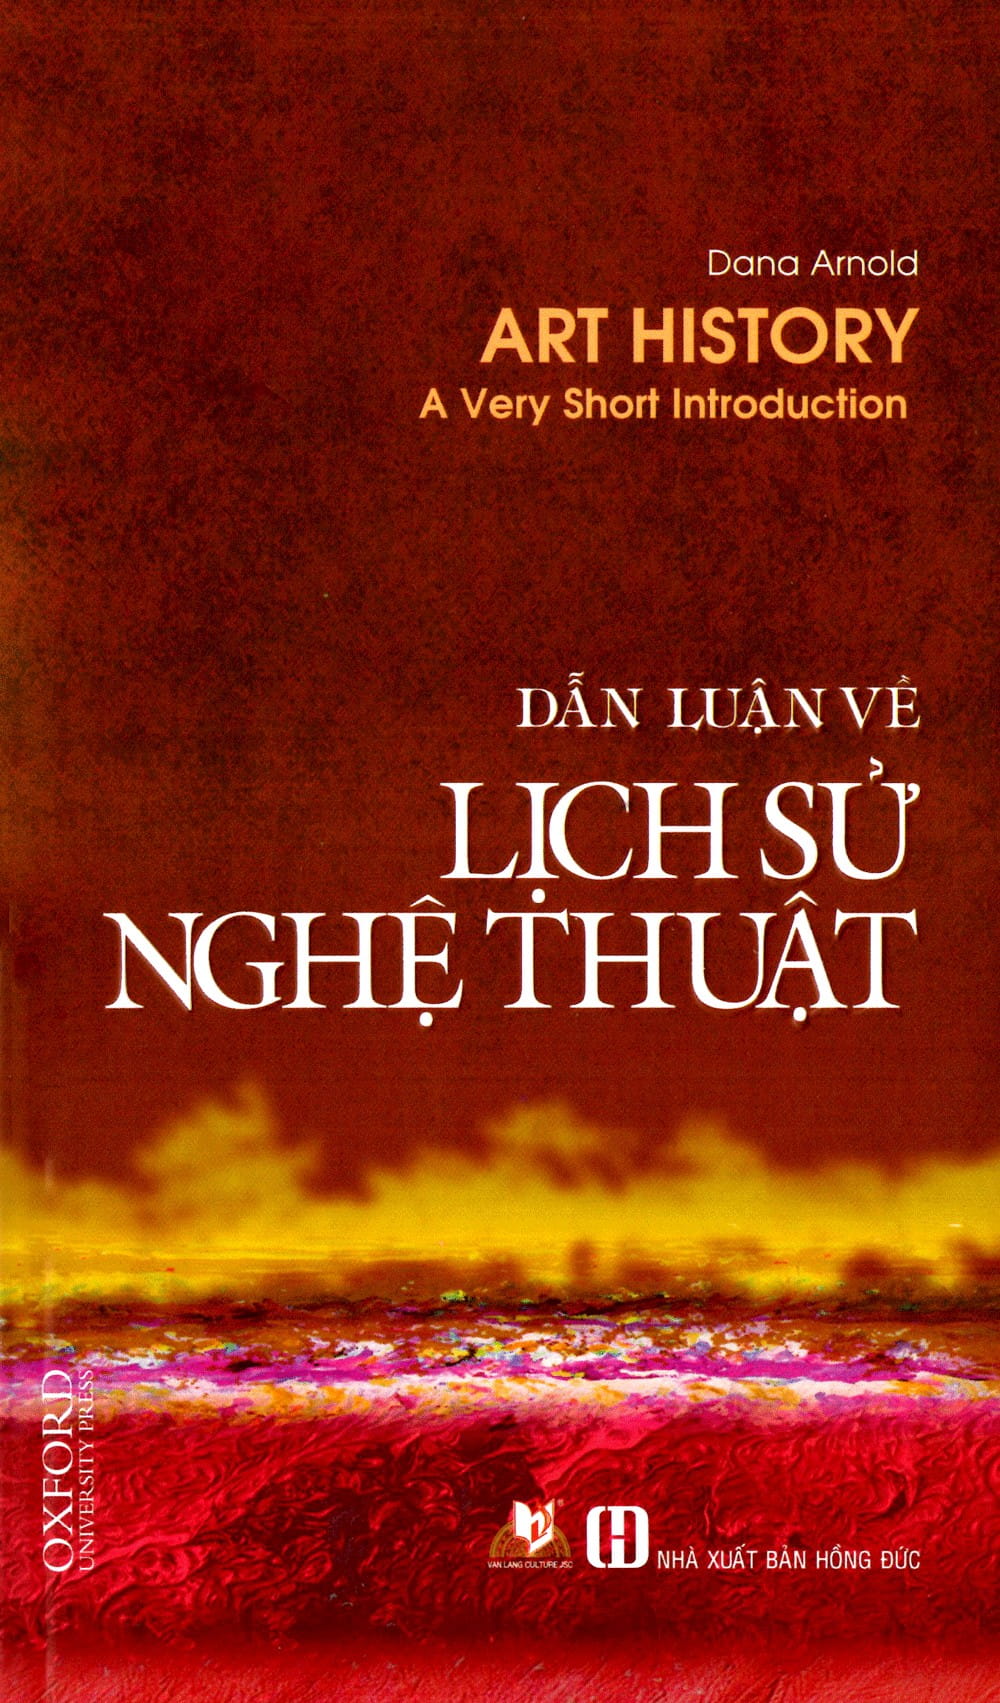 Dana Arnold
ART HISTORY
A Very Short Introduction
DẪN LUẬN VỀ
LỊCH SỬ
NGHỆ THUẬT
OXFORD
UNIVERSITY PRESS
VAN LANG CULTURE JSC
NHÀ XUẤT BẢN HỒNG ĐỨC